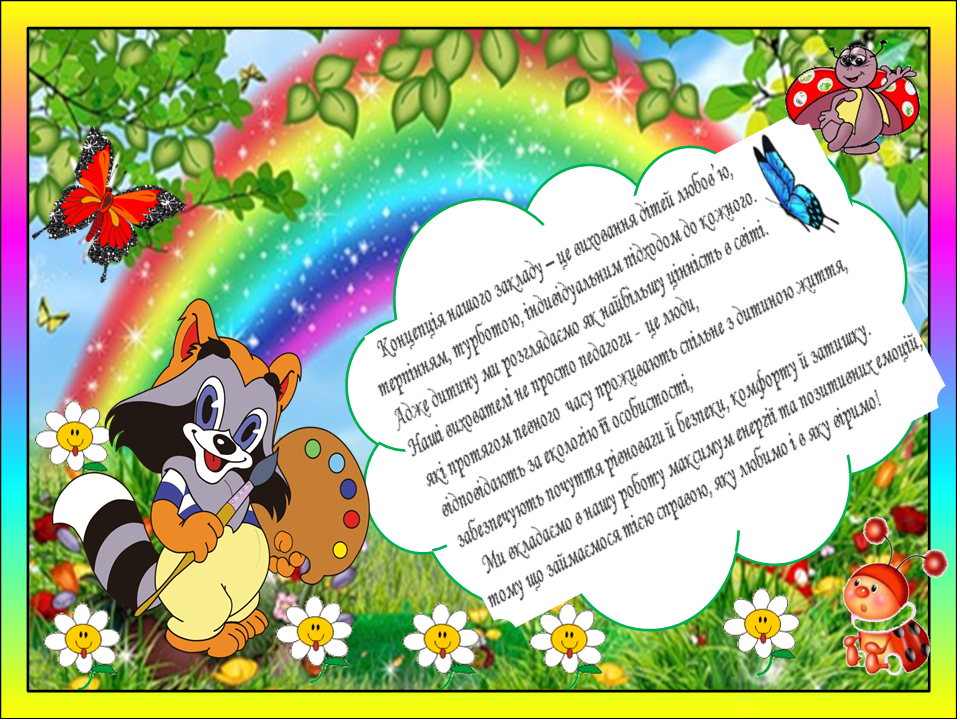 Концепція нашого закладу – це виховання дітей любов'ю,
терпінням, турботою, індивідуальним підходом до кожного.
Адже дитину ми розглядаємо як найбільшу цінність в світі.
Наші вихователі не просто педагоги - це люди,
які протягом певного часу проживають спільне з дитиною життя,
відповідають за екологію її особистості,
забезпечують почуття рівноваги й безпеки, комфорту й затишку.
Ми вкладаємо в нашу роботу максимум енергії та позитивних емоцій,
тому що займаємося тією справою, яку любимо і в яку віримо!